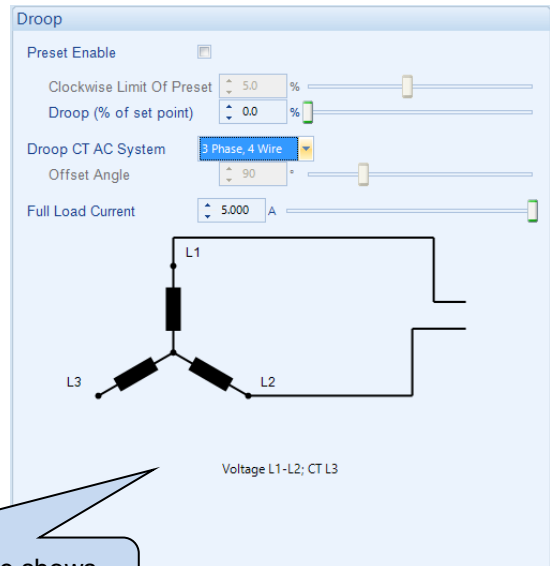 Droop
Preset Enable
Clockwise Limit Of Preset 5.0 %
Droop (% of set point) 0.0 %
Droop CT AC System 3 Phase, 4 Wire
Offset Angle 90 °
Full Load Current 5.000 A
L1
L3 L2
Voltage L1-L2; CT L3
shows